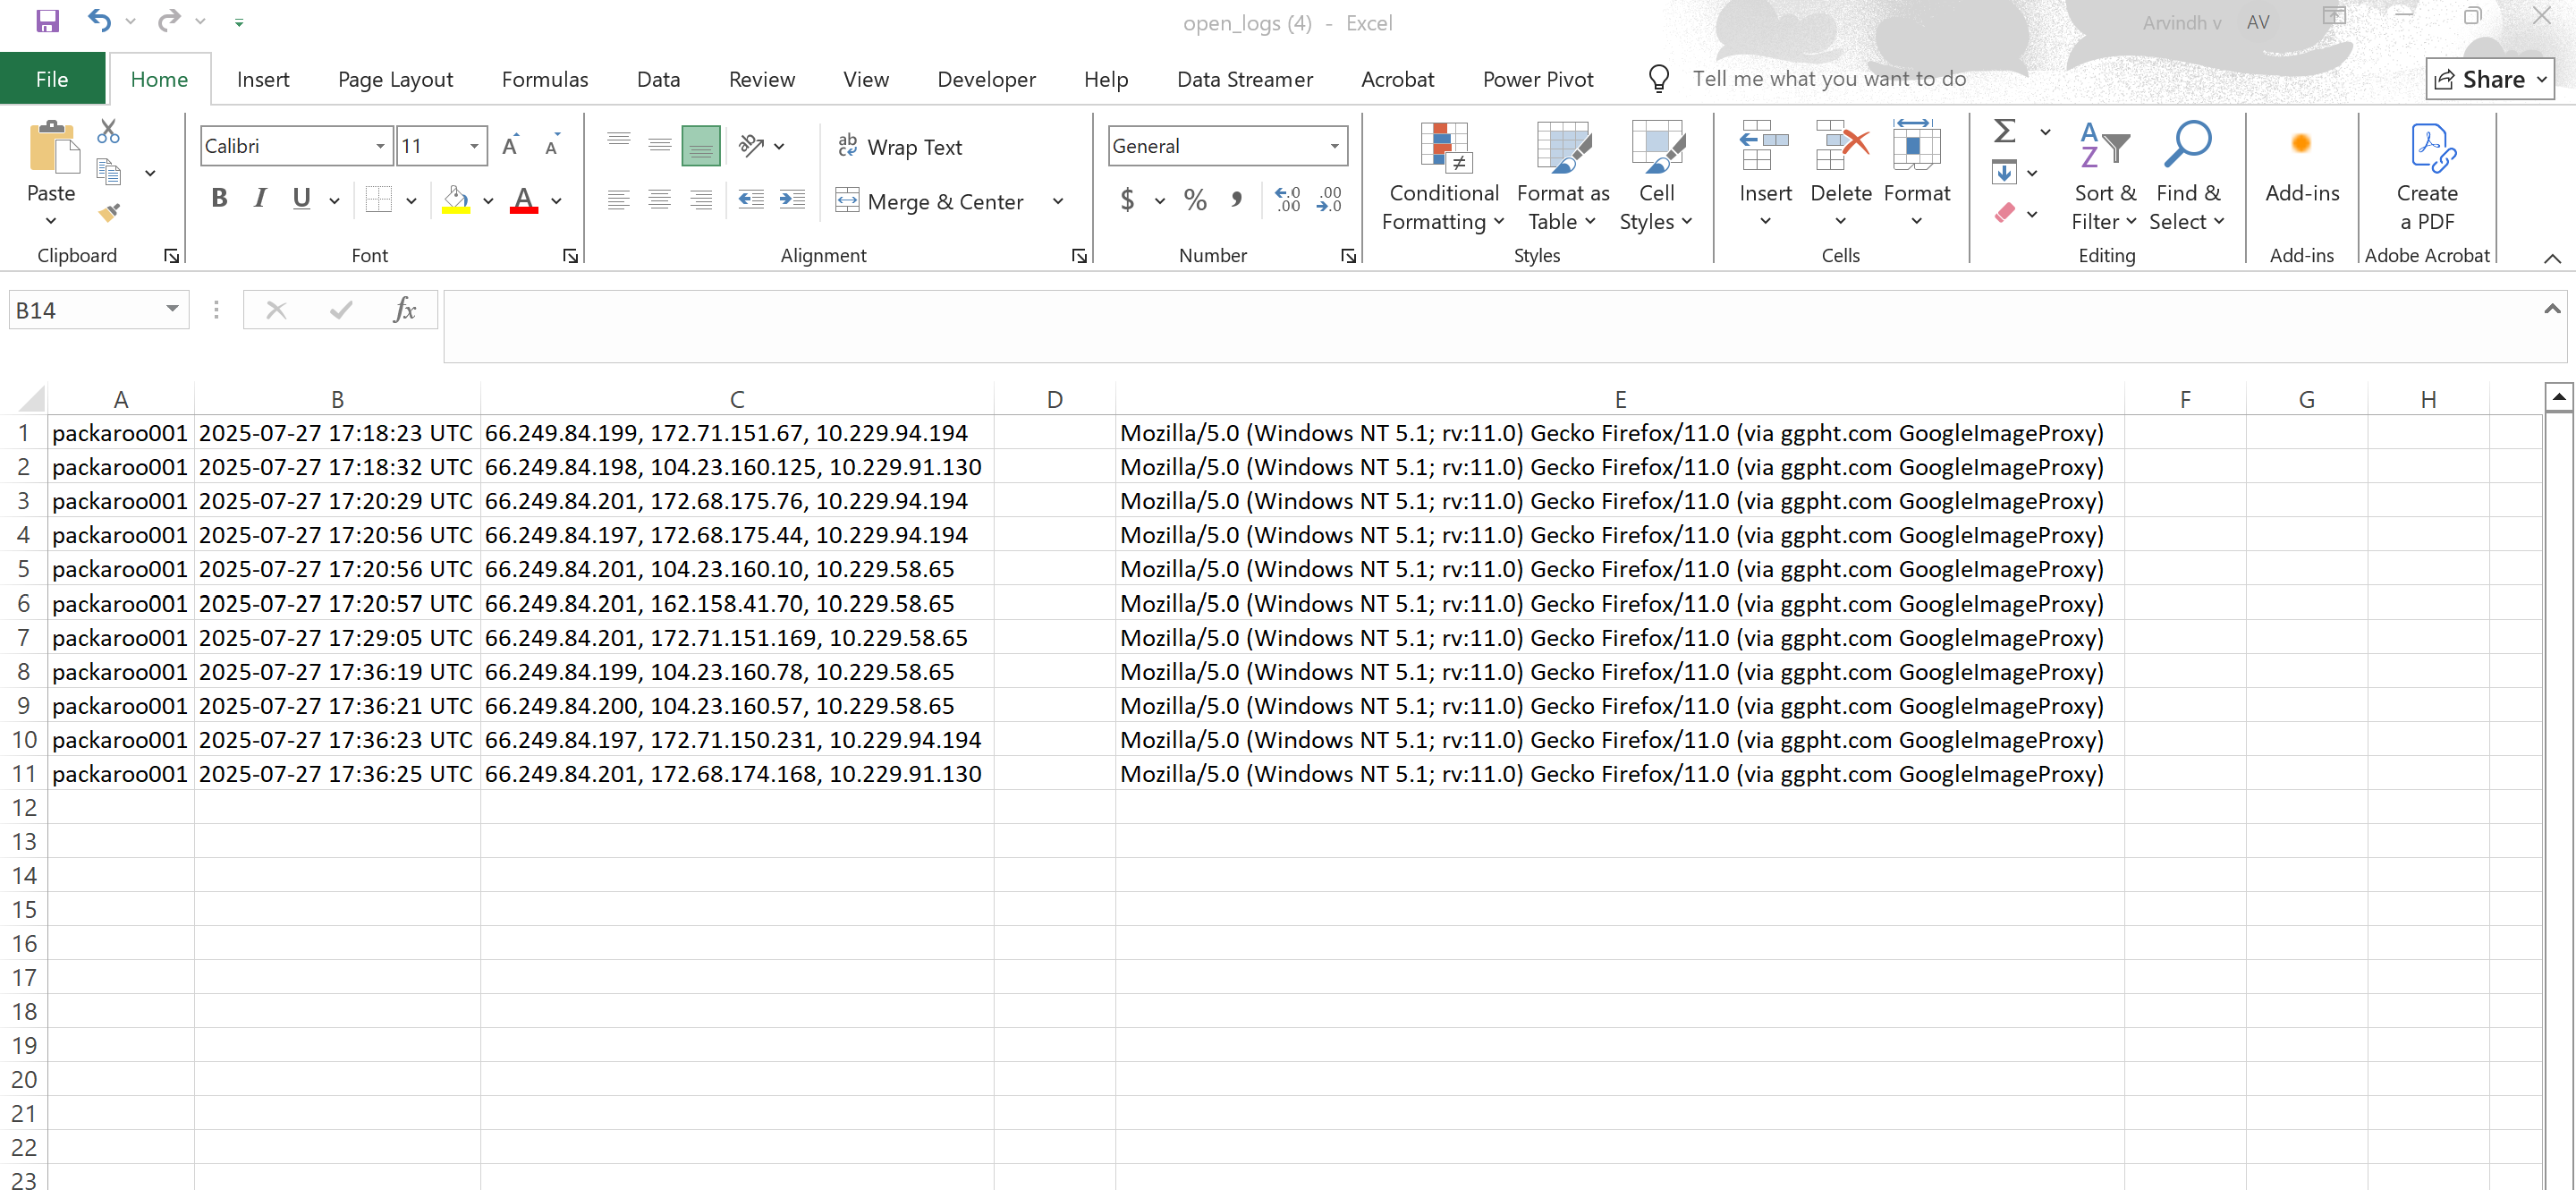 open_logs (4) - Excel
Arvindh v AV
File Home Insert Page Layout Formulas Data Review View Developer Help Data Streamer Acrobat Power Pivot Tell me what you want to do Share
Calibri 11 A A ab c Wrap Text General
Paste B I U A Merge & Center $ % , .0 .00 .00 .0 Conditional Formatting Format as Table Cell Styles Insert Delete Format Σ A Z Sort & Filter Find & Select Add-ins Create a PDF
Clipboard Font Alignment Number Styles Cells Editing Add-ins Adobe Acrobat
B14 fx
A B C D E F G H
1 packaroo001 2025-07-27 17:18:23 UTC 66.249.84.199, 172.71.151.67, 10.229.94.194 Mozilla/5.0 (Windows NT 5.1; rv:11.0) Gecko Firefox/11.0 (via ggpht.com GoogleImageProxy)
2 packaroo001 2025-07-27 17:18:32 UTC 66.249.84.198, 104.23.160.125, 10.229.91.130 Mozilla/5.0 (Windows NT 5.1; rv:11.0) Gecko Firefox/11.0 (via ggpht.com GoogleImageProxy)
3 packaroo001 2025-07-27 17:20:29 UTC 66.249.84.201, 172.68.175.76, 10.229.94.194 Mozilla/5.0 (Windows NT 5.1; rv:11.0) Gecko Firefox/11.0 (via ggpht.com GoogleImageProxy)
4 packaroo001 2025-07-27 17:20:56 UTC 66.249.84.197, 172.68.175.44, 10.229.94.194 Mozilla/5.0 (Windows NT 5.1; rv:11.0) Gecko Firefox/11.0 (via ggpht.com GoogleImageProxy)
5 packaroo001 2025-07-27 17:20:56 UTC 66.249.84.201, 104.23.160.10, 10.229.58.65 Mozilla/5.0 (Windows NT 5.1; rv:11.0) Gecko Firefox/11.0 (via ggpht.com GoogleImageProxy)
6 packaroo001 2025-07-27 17:20:57 UTC 66.249.84.201, 162.158.41.70, 10.229.58.65 Mozilla/5.0 (Windows NT 5.1; rv:11.0) Gecko Firefox/11.0 (via ggpht.com GoogleImageProxy)
7 packaroo001 2025-07-27 17:29:05 UTC 66.249.84.201, 172.71.151.169, 10.229.58.65 Mozilla/5.0 (Windows NT 5.1; rv:11.0) Gecko Firefox/11.0 (via ggpht.com GoogleImageProxy)
8 packaroo001 2025-07-27 17:36:19 UTC 66.249.84.199, 104.23.160.78, 10.229.58.65 Mozilla/5.0 (Windows NT 5.1; rv:11.0) Gecko Firefox/11.0 (via ggpht.com GoogleImageProxy)
9 packaroo001 2025-07-27 17:36:21 UTC 66.249.84.200, 104.23.160.57, 10.229.58.65 Mozilla/5.0 (Windows NT 5.1; rv:11.0) Gecko Firefox/11.0 (via ggpht.com GoogleImageProxy)
10 packaroo001 2025-07-27 17:36:23 UTC 66.249.84.197, 172.71.150.231, 10.229.94.194 Mozilla/5.0 (Windows NT 5.1; rv:11.0) Gecko Firefox/11.0 (via ggpht.com GoogleImageProxy)
11 packaroo001 2025-07-27 17:36:25 UTC 66.249.84.201, 172.68.174.168, 10.229.91.130 Mozilla/5.0 (Windows NT 5.1; rv:11.0) Gecko Firefox/11.0 (via ggpht.com GoogleImageProxy)
12
13
14
15
16
17
18
19
20
21
22
23